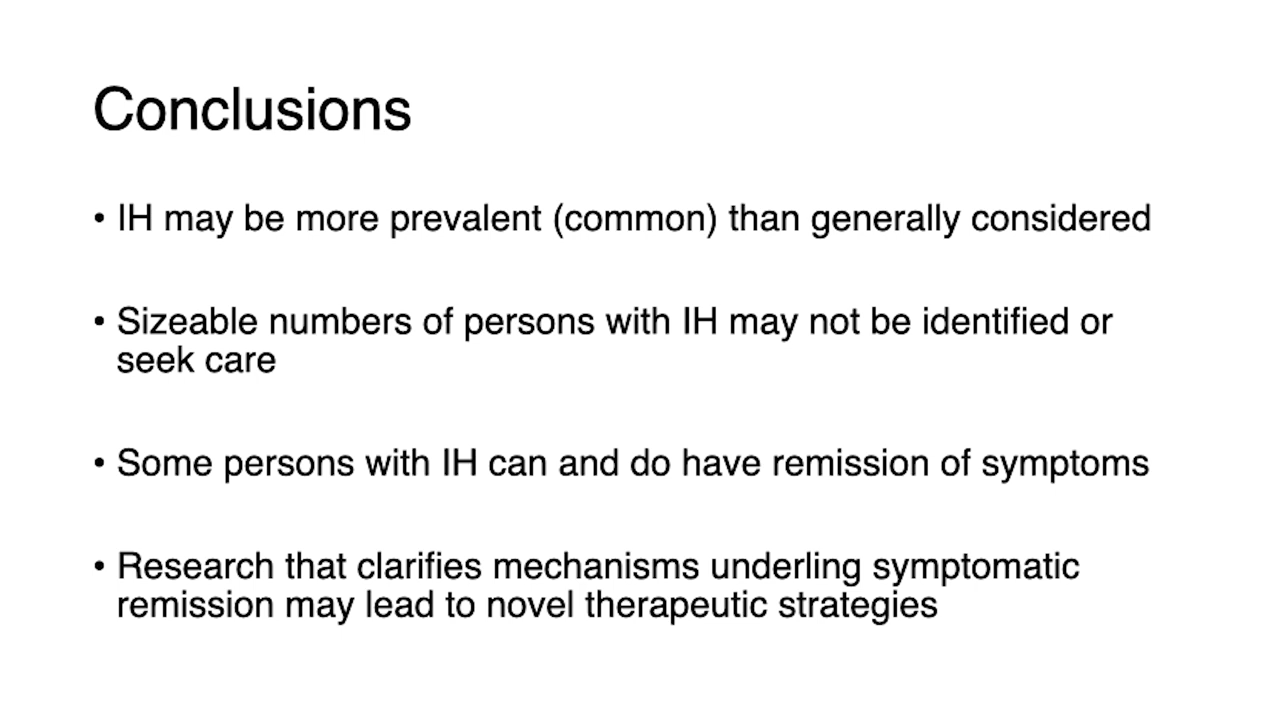 Conclusions
• IH may be more prevalent (common) than generally considered
• Sizeable numbers of persons with IH may not be identified or
seek care
• Some persons with IH can and do have remission of symptoms
• Research that clarifies mechanisms underling symptomatic
remission may lead to novel therapeutic strategies